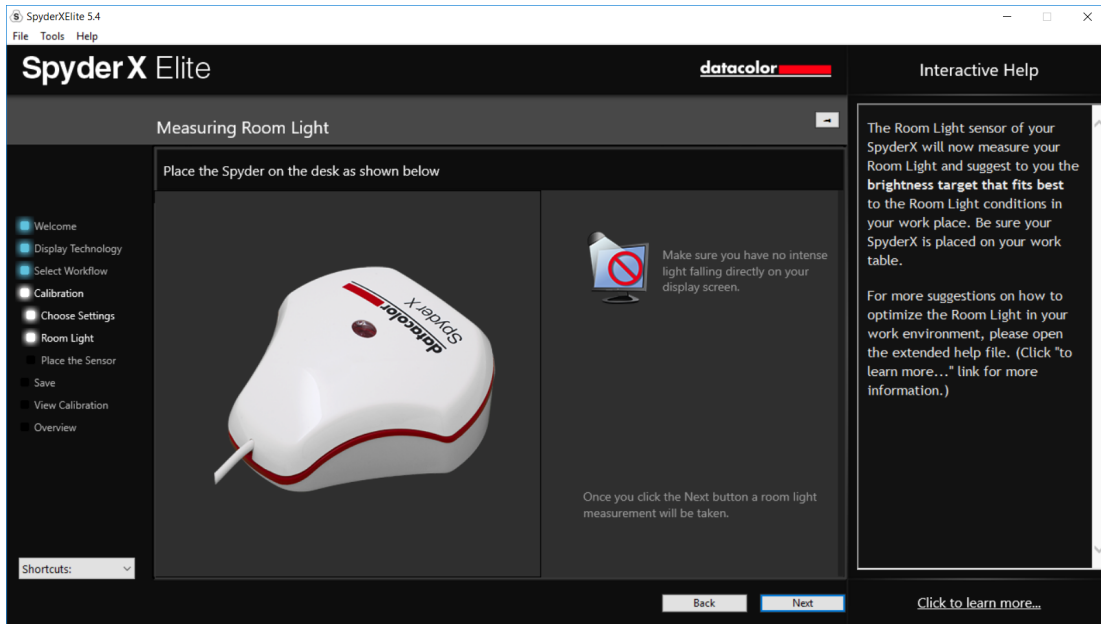 SpyderXElite 5.4
File Tools Help
SpyderX Elite
datacolor
Interactive Help
Measuring Room Light
Place the Spyder on the desk as shown below
Welcome
Display Technology
Select Workflow
Calibration
Choose Settings
Room Light
Place the Sensor
Save
View Calibration
Overview
Shortcuts:
datacolor
Spyder X
Make sure you have no intense
light falling directly on your
display screen.
Once you click the Next button a room light
measurement will be taken.
Back
Next
The Room Light sensor of your
SpyderX will now measure your
Room Light and suggest to you the
brightness target that fits best
to the Room Light conditions in
your work place. Be sure your
SpyderX is placed on your work
table.
For more suggestions on how to
optimize the Room Light in your
work environment, please open
the extended help file. (Click "to
learn more..." link for more
information.)
Click to learn more...